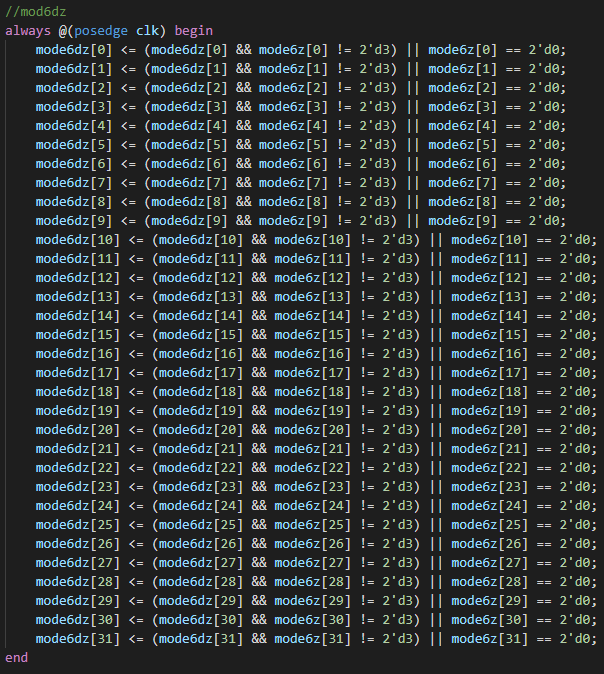 //mod6dz
always @(posedge clk) begin
mode6dz[0] <= (mode6dz[0] && mode6z[0] != 2'd3) || mode6z[0] == 2'd0;
mode6dz[1] <= (mode6dz[1] && mode6z[1] != 2'd3) || mode6z[1] == 2'd0;
mode6dz[2] <= (mode6dz[2] && mode6z[2] != 2'd3) || mode6z[2] == 2'd0;
mode6dz[3] <= (mode6dz[3] && mode6z[3] != 2'd3) || mode6z[3] == 2'd0;
mode6dz[4] <= (mode6dz[4] && mode6z[4] != 2'd3) || mode6z[4] == 2'd0;
mode6dz[5] <= (mode6dz[5] && mode6z[5] != 2'd3) || mode6z[5] == 2'd0;
mode6dz[6] <= (mode6dz[6] && mode6z[6] != 2'd3) || mode6z[6] == 2'd0;
mode6dz[7] <= (mode6dz[7] && mode6z[7] != 2'd3) || mode6z[7] == 2'd0;
mode6dz[8] <= (mode6dz[8] && mode6z[8] != 2'd3) || mode6z[8] == 2'd0;
mode6dz[9] <= (mode6dz[9] && mode6z[9] != 2'd3) || mode6z[9] == 2'd0;
mode6dz[10] <= (mode6dz[10] && mode6z[10] != 2'd3) || mode6z[10] == 2'd0;
mode6dz[11] <= (mode6dz[11] && mode6z[11] != 2'd3) || mode6z[11] == 2'd0;
mode6dz[12] <= (mode6dz[12] && mode6z[12] != 2'd3) || mode6z[12] == 2'd0;
mode6dz[13] <= (mode6dz[13] && mode6z[13] != 2'd3) || mode6z[13] == 2'd0;
mode6dz[14] <= (mode6dz[14] && mode6z[14] != 2'd3) || mode6z[14] == 2'd0;
mode6dz[15] <= (mode6dz[15] && mode6z[15] != 2'd3) || mode6z[15] == 2'd0;
mode6dz[16] <= (mode6dz[16] && mode6z[16] != 2'd3) || mode6z[16] == 2'd0;
mode6dz[17] <= (mode6dz[17] && mode6z[17] != 2'd3) || mode6z[17] == 2'd0;
mode6dz[18] <= (mode6dz[18] && mode6z[18] != 2'd3) || mode6z[18] == 2'd0;
mode6dz[19] <= (mode6dz[19] && mode6z[19] != 2'd3) || mode6z[19] == 2'd0;
mode6dz[20] <= (mode6dz[20] && mode6z[20] != 2'd3) || mode6z[20] == 2'd0;
mode6dz[21] <= (mode6dz[21] && mode6z[21] != 2'd3) || mode6z[21] == 2'd0;
mode6dz[22] <= (mode6dz[22] && mode6z[22] != 2'd3) || mode6z[22] == 2'd0;
mode6dz[23] <= (mode6dz[23] && mode6z[23] != 2'd3) || mode6z[23] == 2'd0;
mode6dz[24] <= (mode6dz[24] && mode6z[24] != 2'd3) || mode6z[24] == 2'd0;
mode6dz[25] <= (mode6dz[25] && mode6z[25] != 2'd3) || mode6z[25] == 2'd0;
mode6dz[26] <= (mode6dz[26] && mode6z[26] != 2'd3) || mode6z[26] == 2'd0;
mode6dz[27] <= (mode6dz[27] && mode6z[27] != 2'd3) || mode6z[27] == 2'd0;
mode6dz[28] <= (mode6dz[28] && mode6z[28] != 2'd3) || mode6z[28] == 2'd0;
mode6dz[29] <= (mode6dz[29] && mode6z[29] != 2'd3) || mode6z[29] == 2'd0;
mode6dz[30] <= (mode6dz[30] && mode6z[30] != 2'd3) || mode6z[30] == 2'd0;
mode6dz[31] <= (mode6dz[31] && mode6z[31] != 2'd3) || mode6z[31] == 2'd0;
end